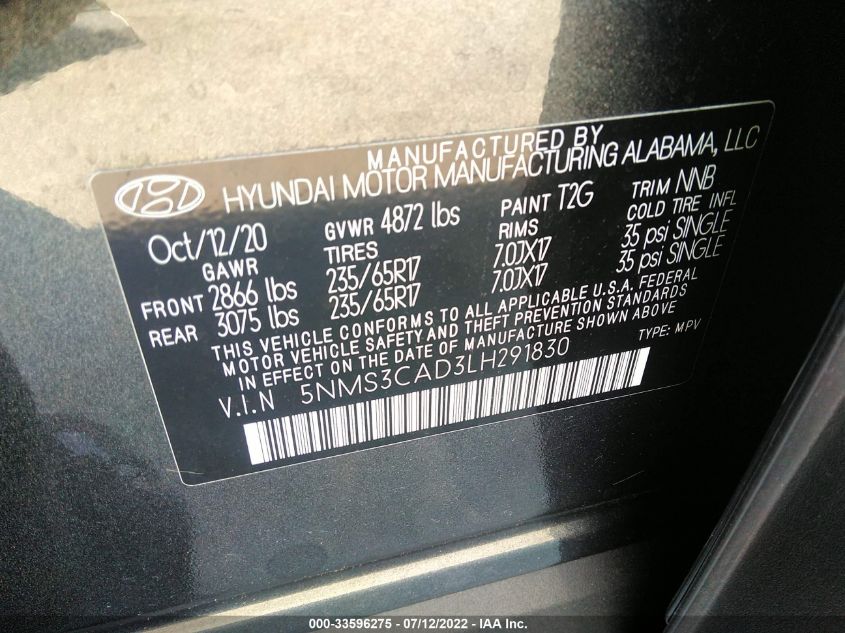 MANUFACTURED BY
HYUNDAI MOTOR MANUFACTURING ALABAMA, LLC
Oct/12/20 GVWR 4872 lbs PAINT T2G TRIM NNB
GAWR TIRES RIMS COLD TIRE INFL
FRONT 2866 lbs 235/65R17 7.0JX17 35 psi SINGLE
REAR 3075 lbs 235/65R17 7.0JX17 35 psi SINGLE
THIS VEHICLE CONFORMS TO ALL APPLICABLE U.S.A. FEDERAL
MOTOR VEHICLE SAFETY AND THEFT PREVENTION STANDARDS
IN EFFECT ON THE DATE OF MANUFACTURE SHOWN ABOVE
V.I.N 5NMS3CAD3LH291830 TYPE: MPV
000-33596275 - 07/12/2022 - IAA Inc.